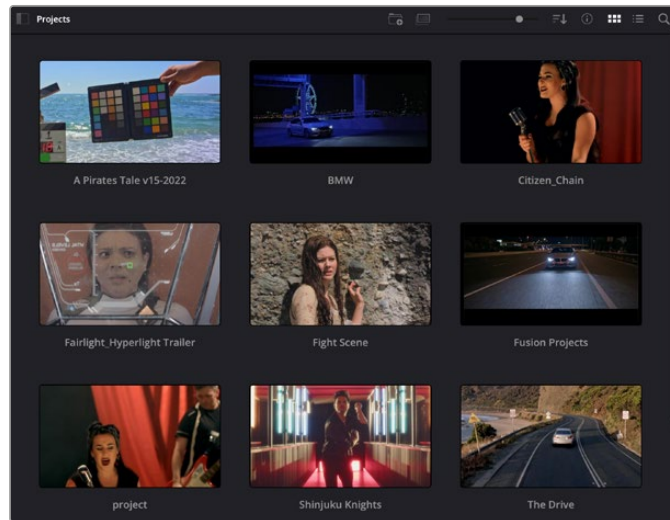 Projects
A Pirates Tale v15-2022
BMW
Citizen_Chain
Fairlight_Hyperlight Trailer
Fight Scene
Fusion Projects
project
Shinjuku Knights
The Drive